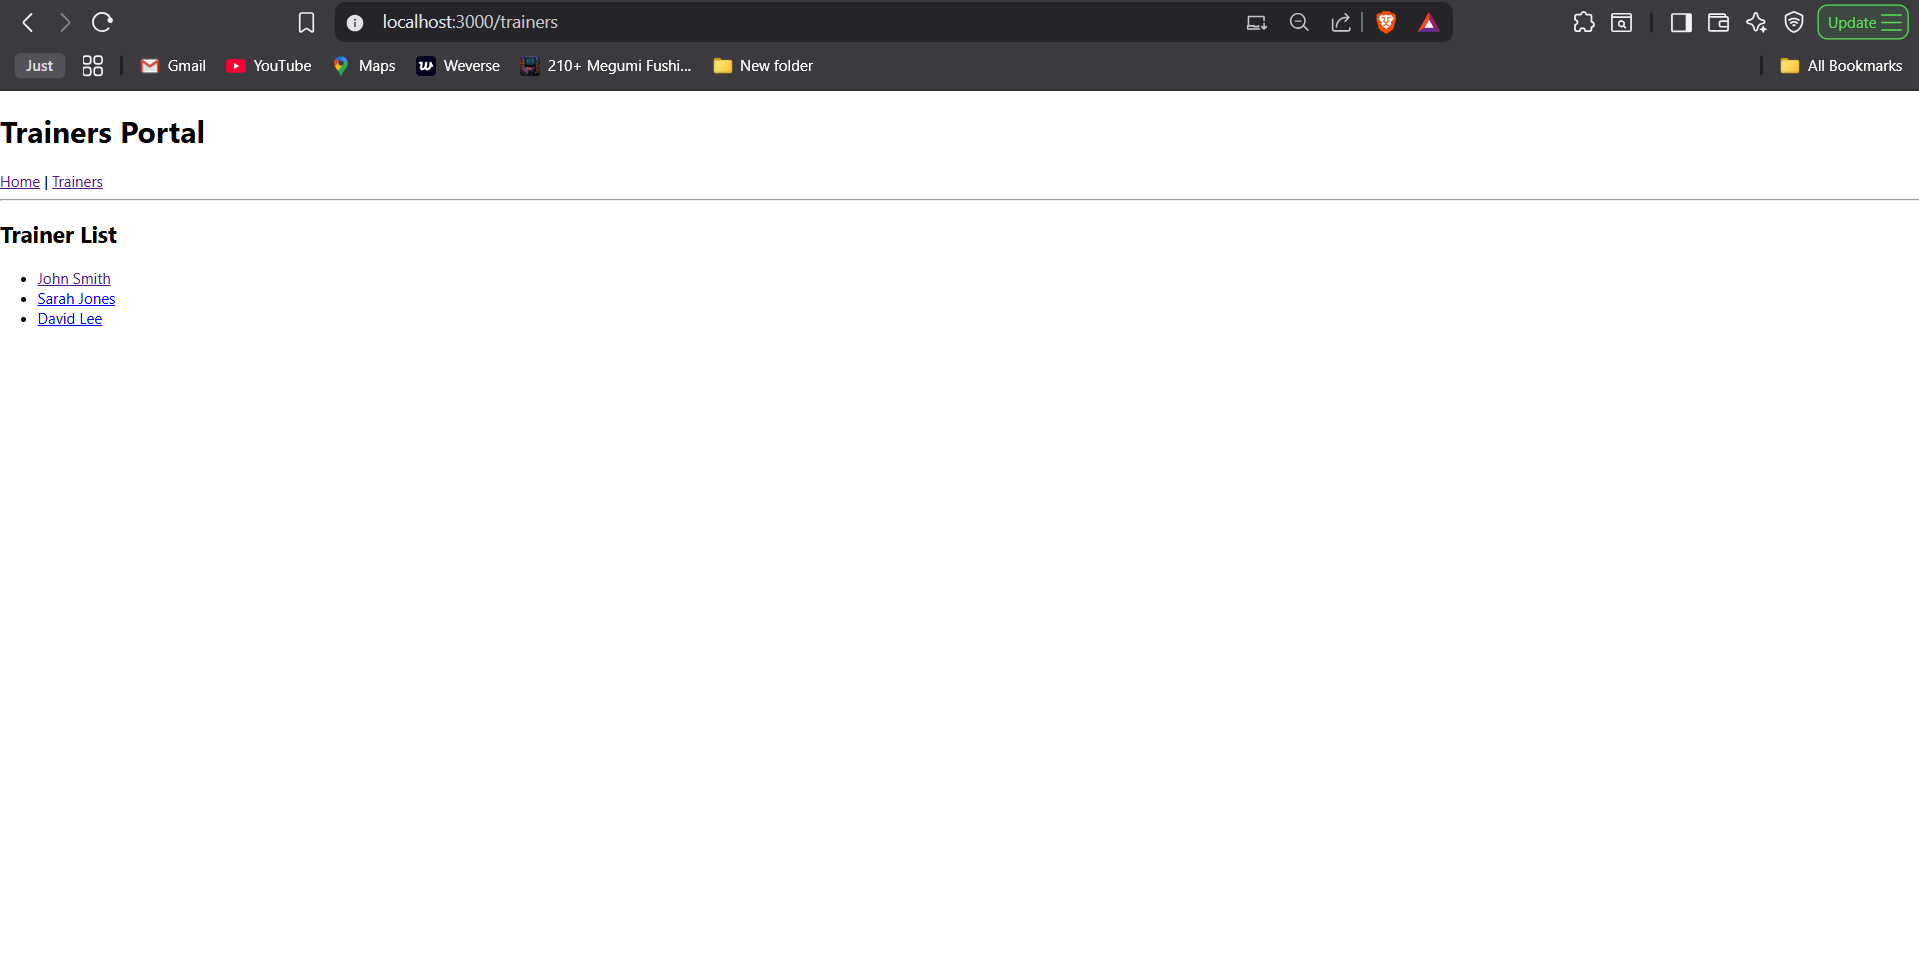 localhost:3000/trainers
Update
Just
Gmail
YouTube
Maps
Weverse
210+ Megumi Fushi...
New folder
All Bookmarks
Trainers Portal
Home | Trainers
Trainer List
John Smith
Sarah Jones
David Lee